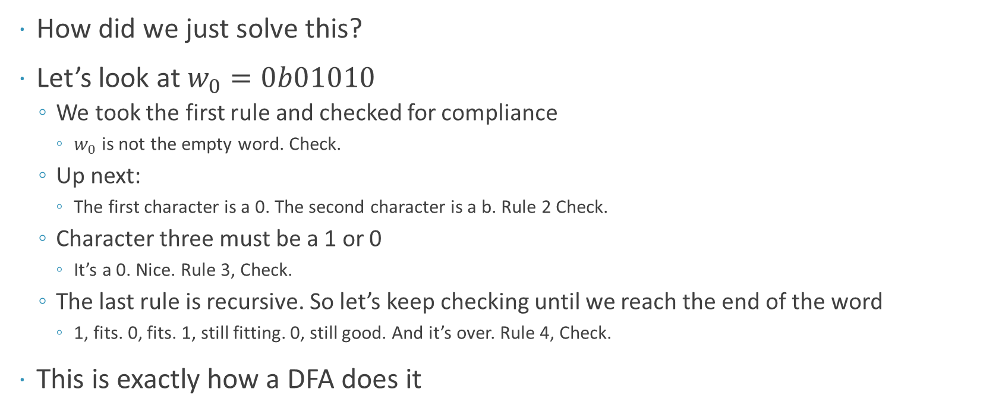 · How did we just solve this?
· Let’s look at 𝑤₀ = 0𝑏01010
◦ We took the first rule and checked for compliance
◦ 𝑤₀ is not the empty word. Check.
◦ Up next:
◦ The first character is a 0. The second character is a b. Rule 2 Check.
◦ Character three must be a 1 or 0
◦ It’s a 0. Nice. Rule 3, Check.
◦ The last rule is recursive. So let’s keep checking until we reach the end of the word
◦ 1, fits. 0, fits. 1, still fitting. 0, still good. And it’s over. Rule 4, Check.
· This is exactly how a DFA does it